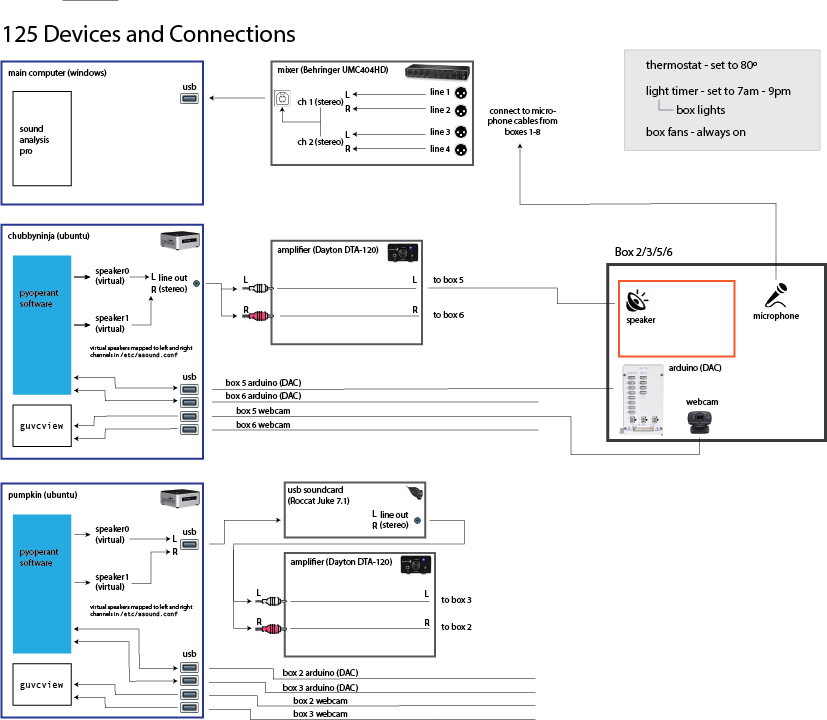 125 Devices and Connections
main computer (windows)
usb
sound
analysis
pro
mixer (Behringer UMC404HD)
ch 1 (stereo)
L
R
ch 2 (stereo)
L
R
line 1
line 2
line 3
line 4
connect to micro-
phone cables from
boxes 1-8
thermostat - set to 80º
light timer - set to 7am - 9pm
box lights
box fans - always on
chubbyninja (ubuntu)
pyoperant
software
speaker0
(virtual)
speaker1
(virtual)
L line out
R (stereo)
virtual speakers mapped to left and right
channels in /etc/asound.conf
usb
guvcview
amplifier (Dayton DTA-120)
L
L
R
R
to box 5
to box 6
box 5 arduino (DAC)
box 6 arduino (DAC)
box 5 webcam
box 6 webcam
Box 2/3/5/6
speaker
microphone
arduino (DAC)
webcam
pumpkin (ubuntu)
pyoperant
software
speaker0
(virtual)
speaker1
(virtual)
L
R
usb
virtual speakers mapped to left and right
channels in /etc/asound.conf
usb
guvcview
usb soundcard
(Roccat Juke 7.1)
L line out
R (stereo)
amplifier (Dayton DTA-120)
L
L
R
R
to box 3
to box 2
box 2 arduino (DAC)
box 3 arduino (DAC)
box 2 webcam
box 3 webcam